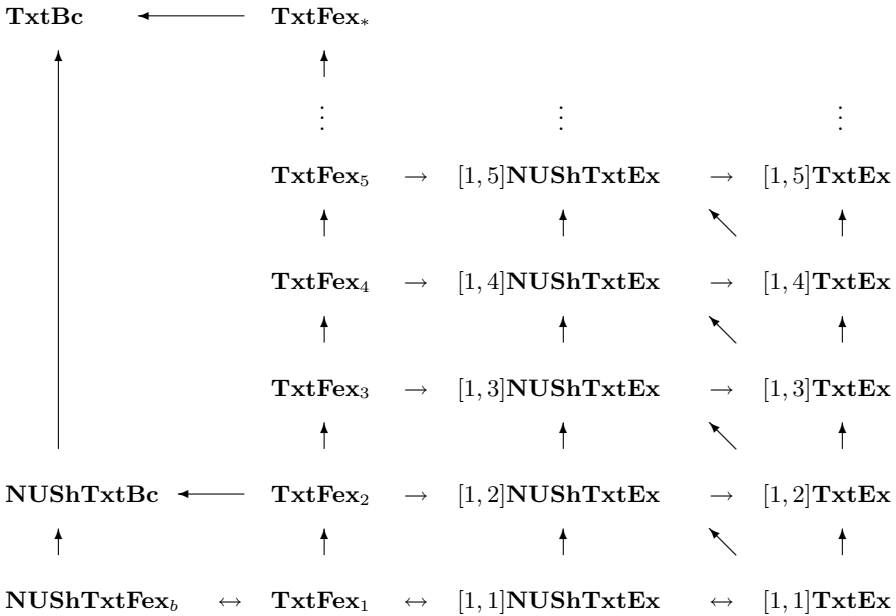 TxtBc ← TxtFex*
⋮ ⋮ ⋮
TxtFex₅ → [1, 5]NUShTxtEx → [1, 5]TxtEx
TxtFex₄ → [1, 4]NUShTxtEx → [1, 4]TxtEx
TxtFex₃ → [1, 3]NUShTxtEx → [1, 3]TxtEx
NUShTxtBc ← TxtFex₂ → [1, 2]NUShTxtEx → [1, 2]TxtEx
NUShTxtFex_b ↔ TxtFex₁ ↔ [1, 1]NUShTxtEx ↔ [1, 1]TxtEx